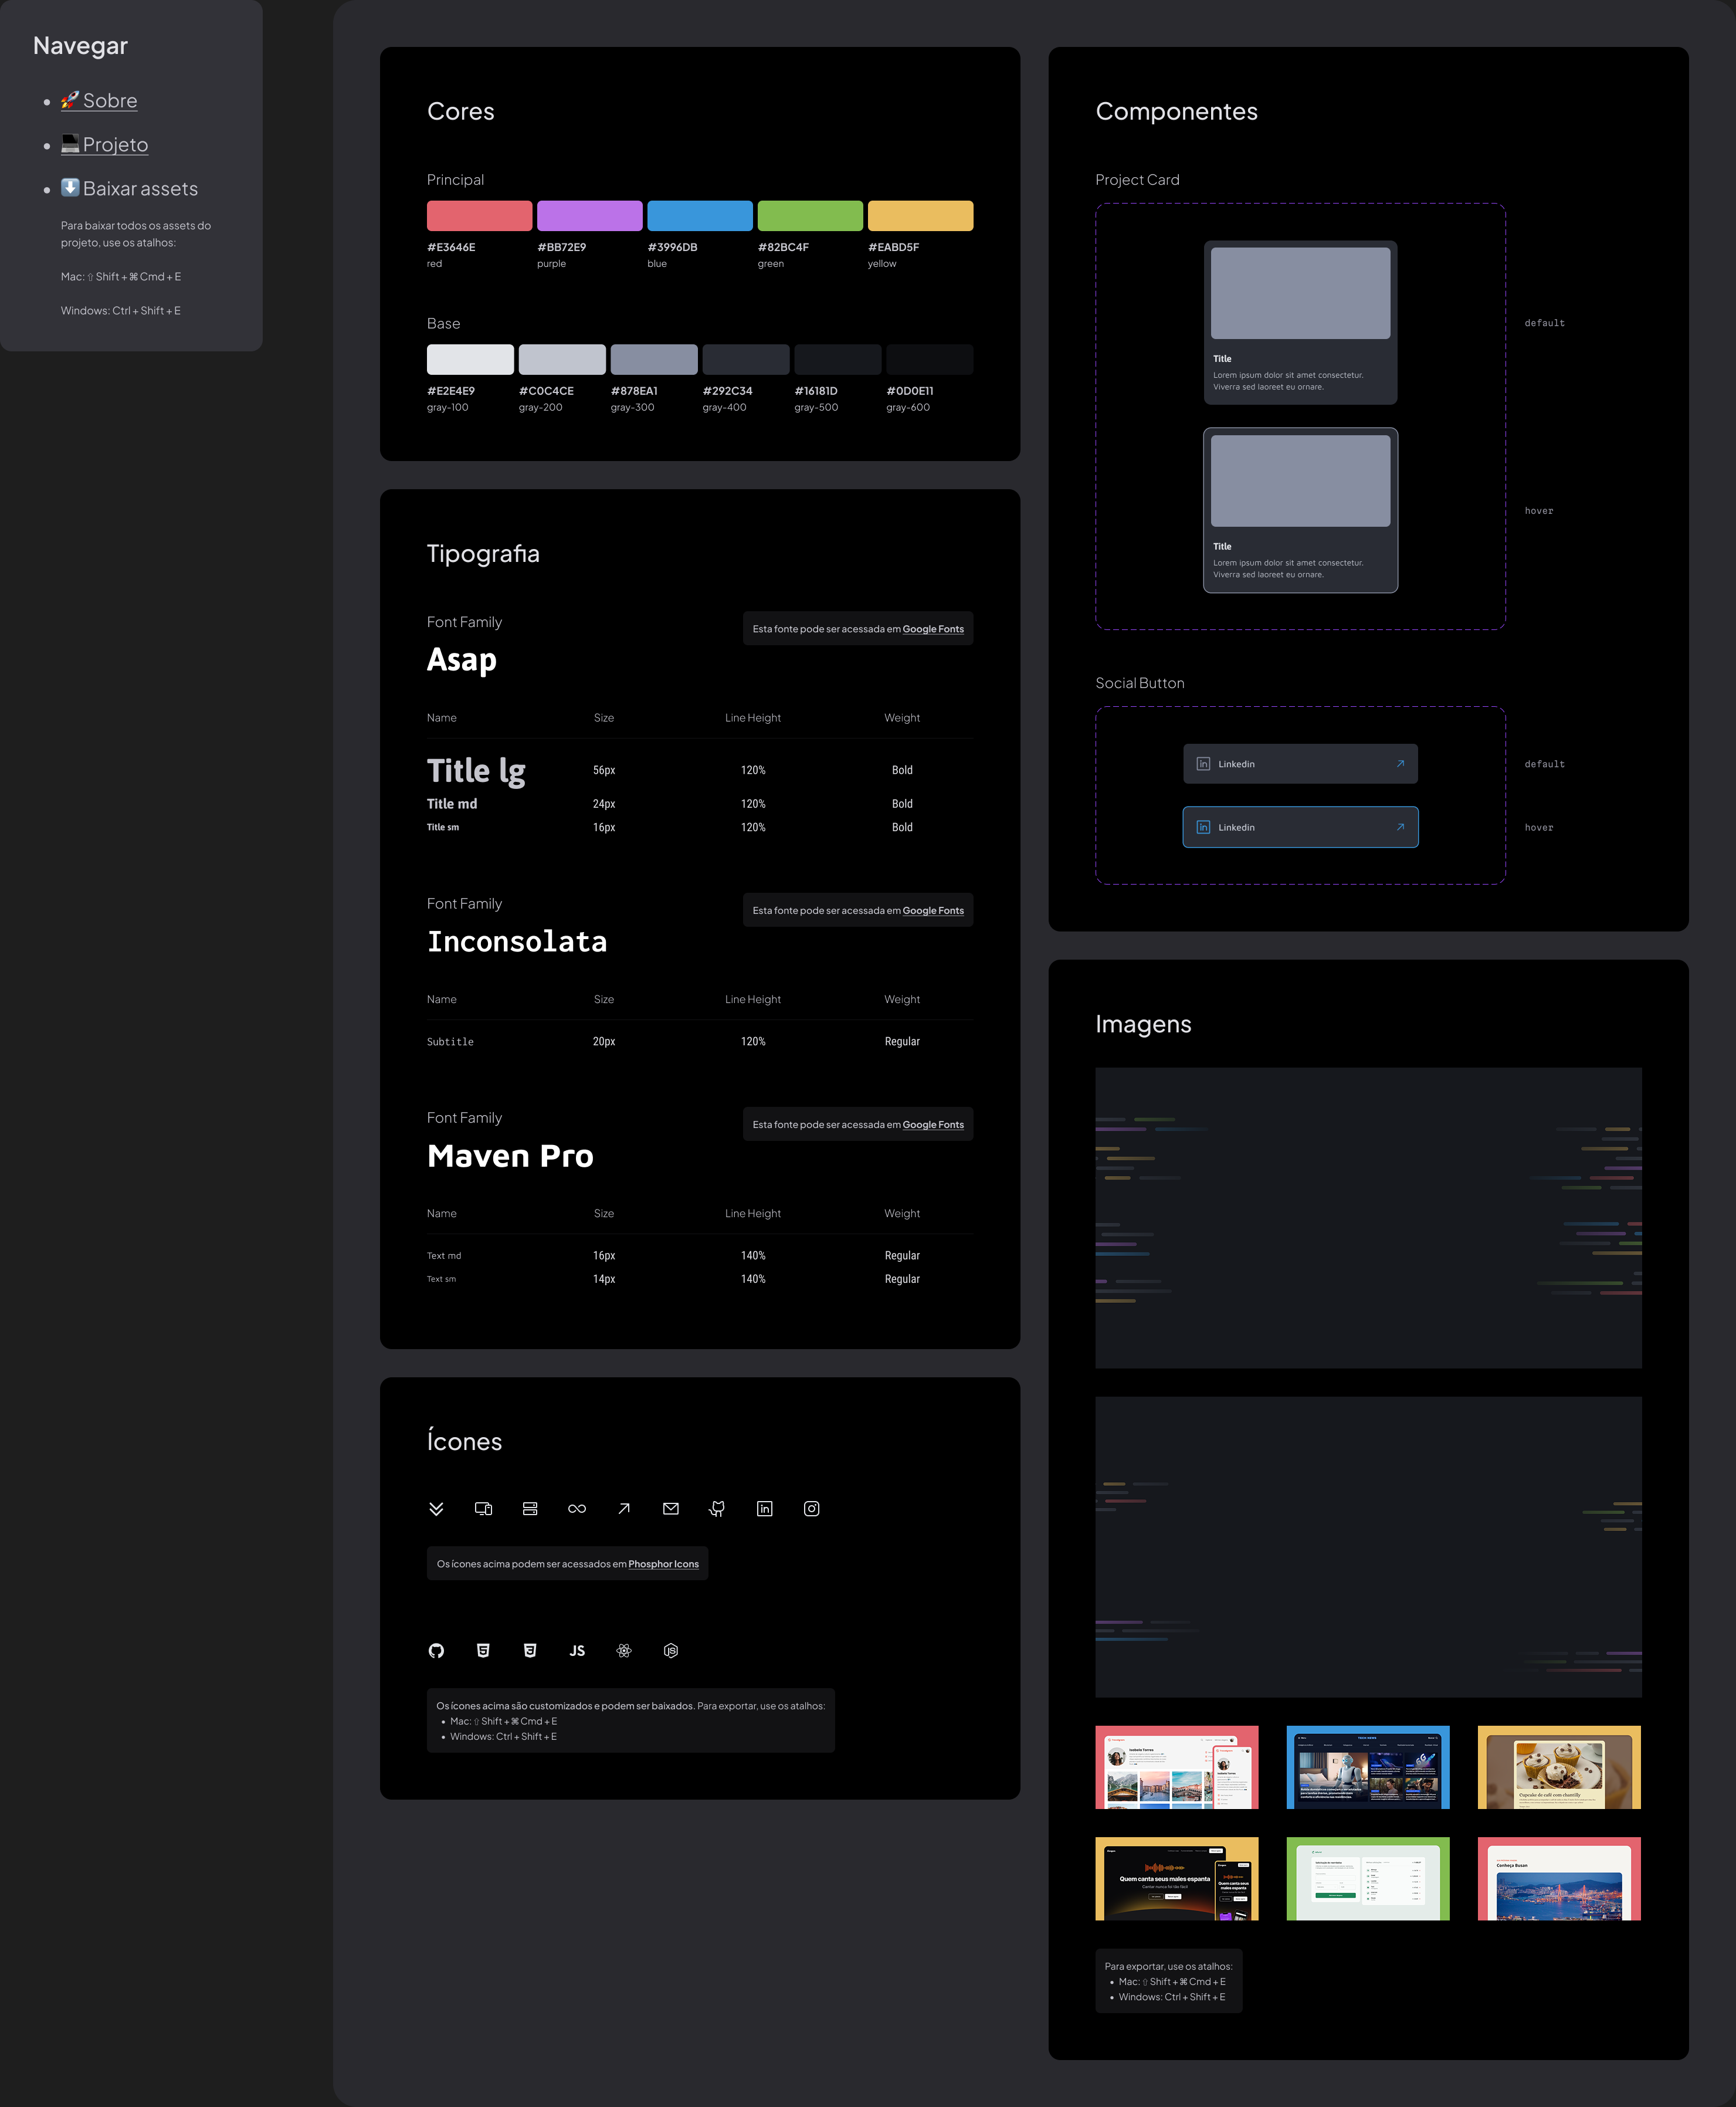 Navegar
🚀 Sobre
💻 Projeto
⬇️ Baixar assets
Para baixar todos os assets do
projeto, use os atalhos:
Mac: ⇧ Shift + ⌘ Cmd + E
Windows: Ctrl + Shift + E
Cores
Principal
#E3646E #BB72E9 #3996DB #82BC4F #EABD5F
red purple blue green yellow
Base
#E2E4E9 #C0C4CE #878EA1 #292C34 #16181D #0D0E11
gray-100 gray-200 gray-300 gray-400 gray-500 gray-600
Tipografia
Font Family
Esta fonte pode ser acessada em Google Fonts
Asap
Name Size Line Height Weight
Title lg 56px 120% Bold
Title md 24px 120% Bold
Title sm 16px 120% Bold
Font Family
Esta fonte pode ser acessada em Google Fonts
Inconsolata
Name Size Line Height Weight
Subtitle 20px 120% Regular
Font Family
Esta fonte pode ser acessada em Google Fonts
Maven Pro
Name Size Line Height Weight
Text md 16px 140% Regular
Text sm 14px 140% Regular
Ícones
Os ícones acima podem ser acessados em Phosphor Icons
JS
Os ícones acima são customizados e podem ser baixados. Para exportar, use os atalhos:
• Mac: ⇧ Shift + ⌘ Cmd + E
• Windows: Ctrl + Shift + E
Componentes
Project Card
default
Title
Lorem ipsum dolor sit amet consectetur.
Viverra sed laoreet eu ornare.
hover
Title
Lorem ipsum dolor sit amet consectetur.
Viverra sed laoreet eu ornare.
Social Button
Linkedin
default
Linkedin
hover
Imagens
Isabela Torres
TECH NEWS
Cupcake de café com chantilly
Quem canta seus males espanta
Cantar nunca foi tão fácil
Conheça Busan
Para exportar, use os atalhos:
• Mac: ⇧ Shift + ⌘ Cmd + E
• Windows: Ctrl + Shift + E